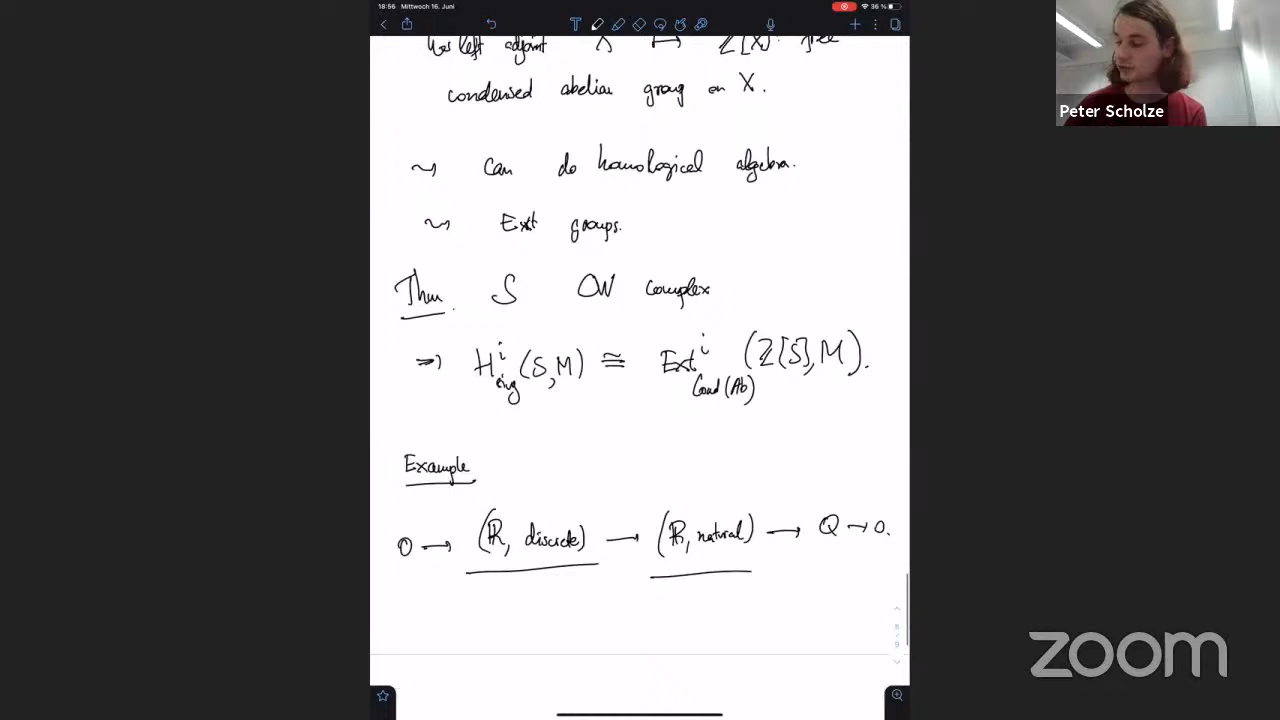 18:56 Mittwoch 16. Juni
36 %
has left adjoint X ↦ Z[X]: free
condensed abelian group on X.
⇝ can do homological algebra.
⇝ Ext groups.
Thm. S CW complex
⇒ H^i_sing (S, M) ≅ Ext^i_Cond(Ab) (ℤ[S], M).
Example
0 → (ℝ, discrete) → (ℝ, natural) → Q → 0.
Peter Scholze
zoom